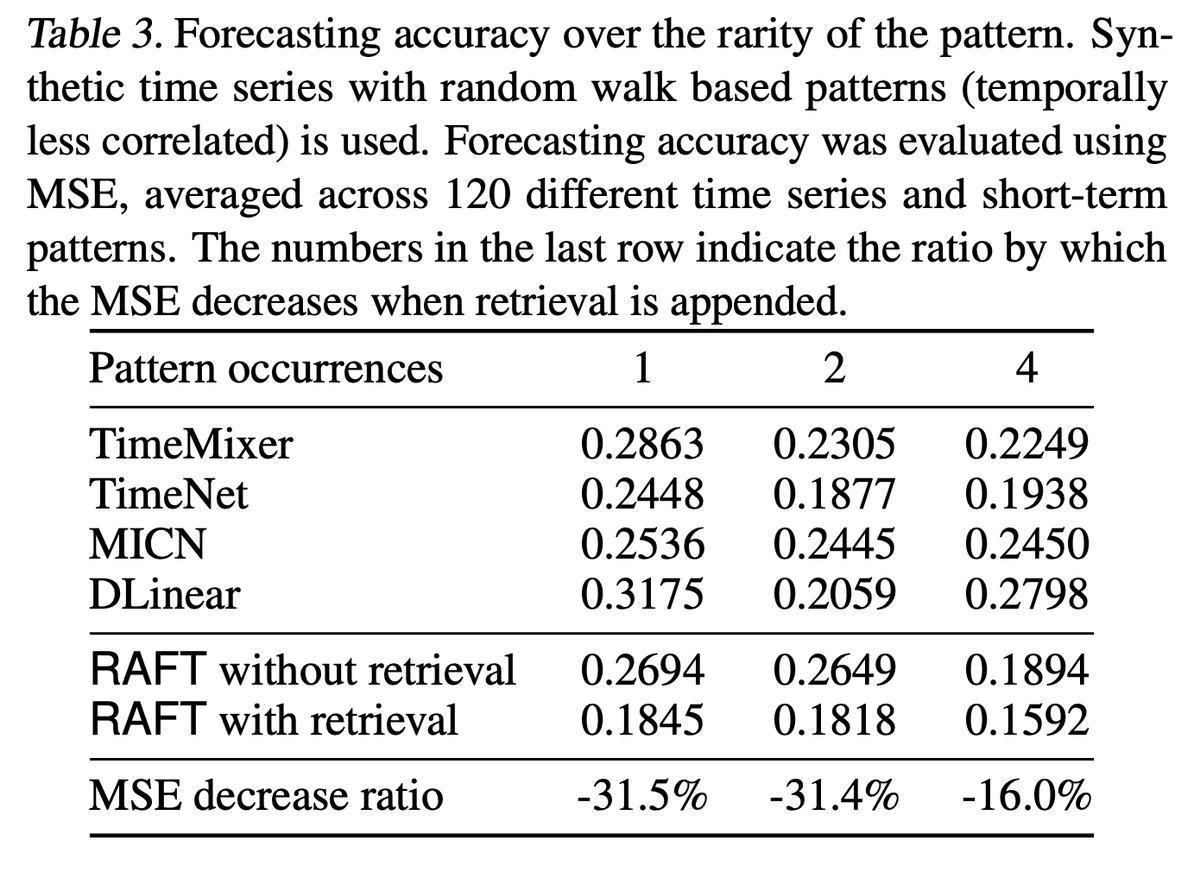 Table 3. Forecasting accuracy over the rarity of the pattern. Syn-
thetic time series with random walk based patterns (temporally
less correlated) is used. Forecasting accuracy was evaluated using
MSE, averaged across 120 different time series and short-term
patterns. The numbers in the last row indicate the ratio by which
the MSE decreases when retrieval is appended.
Pattern occurrences 1 2 4
TimeMixer 0.2863 0.2305 0.2249
TimeNet 0.2448 0.1877 0.1938
MICN 0.2536 0.2445 0.2450
DLinear 0.3175 0.2059 0.2798
RAFT without retrieval 0.2694 0.2649 0.1894
RAFT with retrieval 0.1845 0.1818 0.1592
MSE decrease ratio -31.5% -31.4% -16.0%